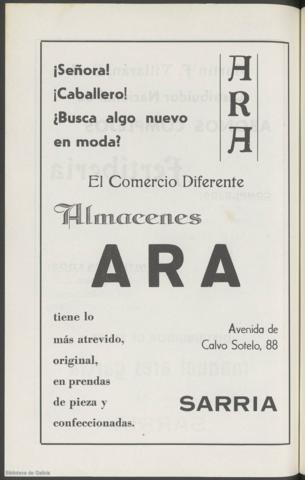 ¡Señora!
¡Caballero!
¿Busca algo nuevo
en moda?
ARA
El Comercio Diferente
Almacenes
ARA
tiene lo
más atrevido,
original,
en prendas
de pieza y
confeccionadas.
Avenida de
Calvo Sotelo, 88
SARRIA
Biblioteca de Galicia